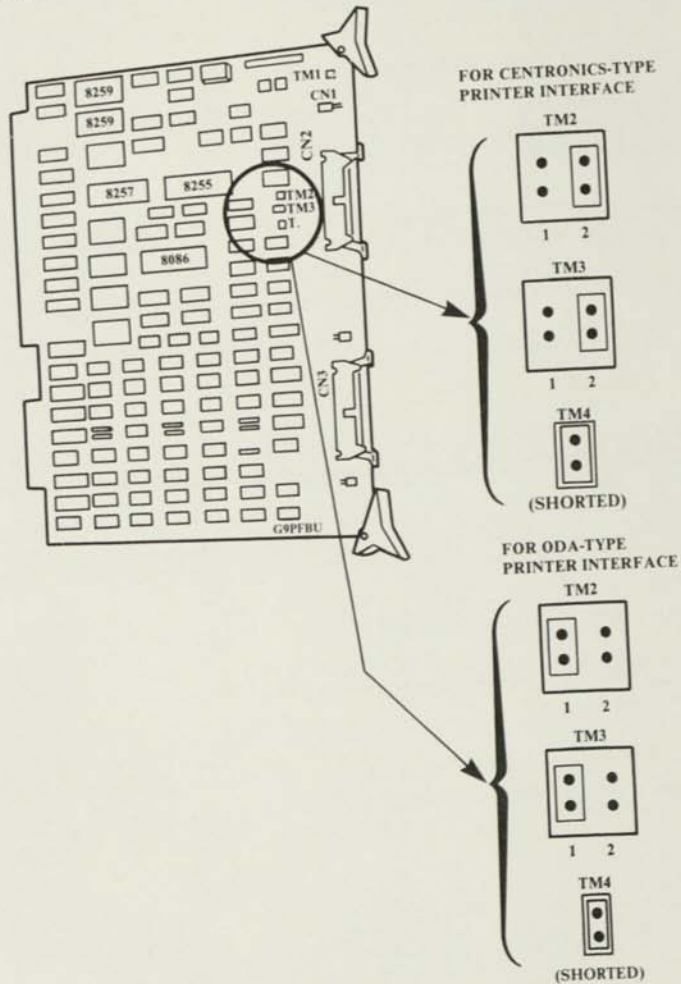 8259
8259
TM1
CN1
CN2
8257
8255
TM2
TM3
T.
8086
CN3
G9PFBU
FOR CENTRONICS-TYPE
PRINTER INTERFACE
TM2
1 2
TM3
1 2
TM4
(SHORTED)
FOR ODA-TYPE
PRINTER INTERFACE
TM2
1 2
TM3
1 2
TM4
(SHORTED)